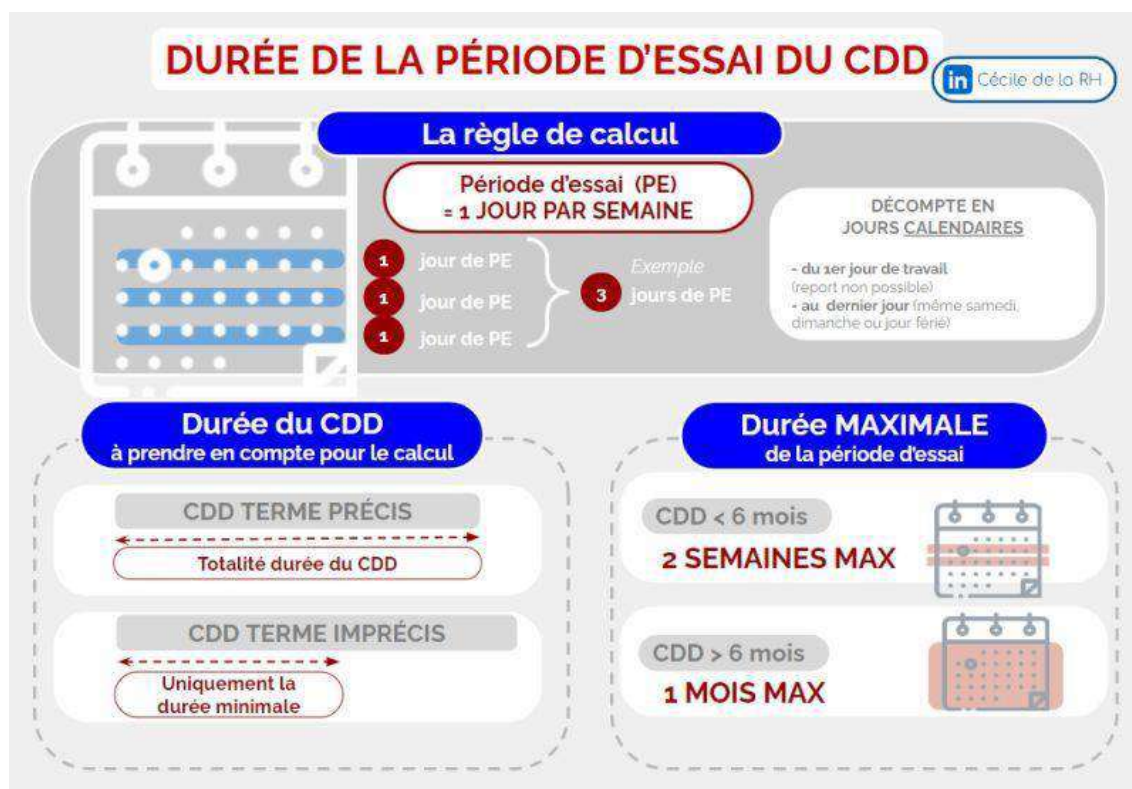 DURÉE DE LA PÉRIODE D'ESSAI DU CDD
in Cécile de la RH
La règle de calcul
Période d'essai (PE)
= 1 JOUR PAR SEMAINE
1 jour de PE
1 jour de PE
1 jour de PE
Exemple
3 jours de PE
DÉCOMPTE EN
JOURS CALENDAIRES
- du 1er jour de travail
(report non possible)
- au dernier jour (même samedi,
dimanche ou jour férié)
Durée du CDD
à prendre en compte pour le calcul
CDD TERME PRÉCIS
Totalité durée du CDD
CDD TERME IMPRÉCIS
Uniquement la
durée minimale
Durée MAXIMALE
de la période d'essai
CDD < 6 mois
2 SEMAINES MAX
CDD > 6 mois
1 MOIS MAX